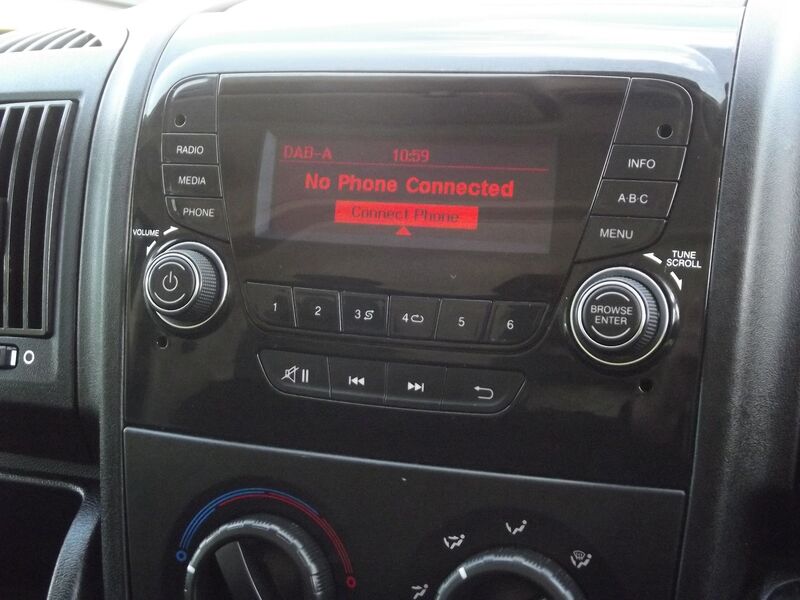 DAB-A 10:59
No Phone Connected
Connect Phone
RADIO
MEDIA
PHONE
VOLUME
INFO
A·B·C
MENU
TUNE
SCROLL
BROWSE
ENTER
1 2 3 4 5 6